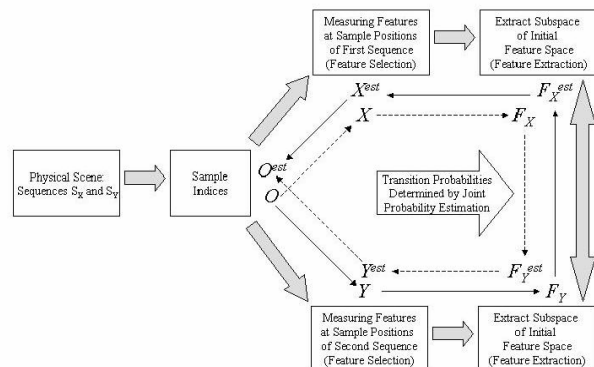 Measuring Features
at Sample Positions
of First Sequence
(Feature Selection)
Extract Subspace
of Initial
Feature Space
(Feature Extraction)
X^est
F_X^est
X
F_X
Physical Scene:
Sequences S_X and S_Y
Sample
Indices
O^est
O
Transition Probabilities
Determined by Joint
Probability Estimation
Y^est
F_Y^est
Y
F_Y
Measuring Features
at Sample Positions
of Second Sequence
(Feature Selection)
Extract Subspace
of Initial
Feature Space
(Feature Extraction)